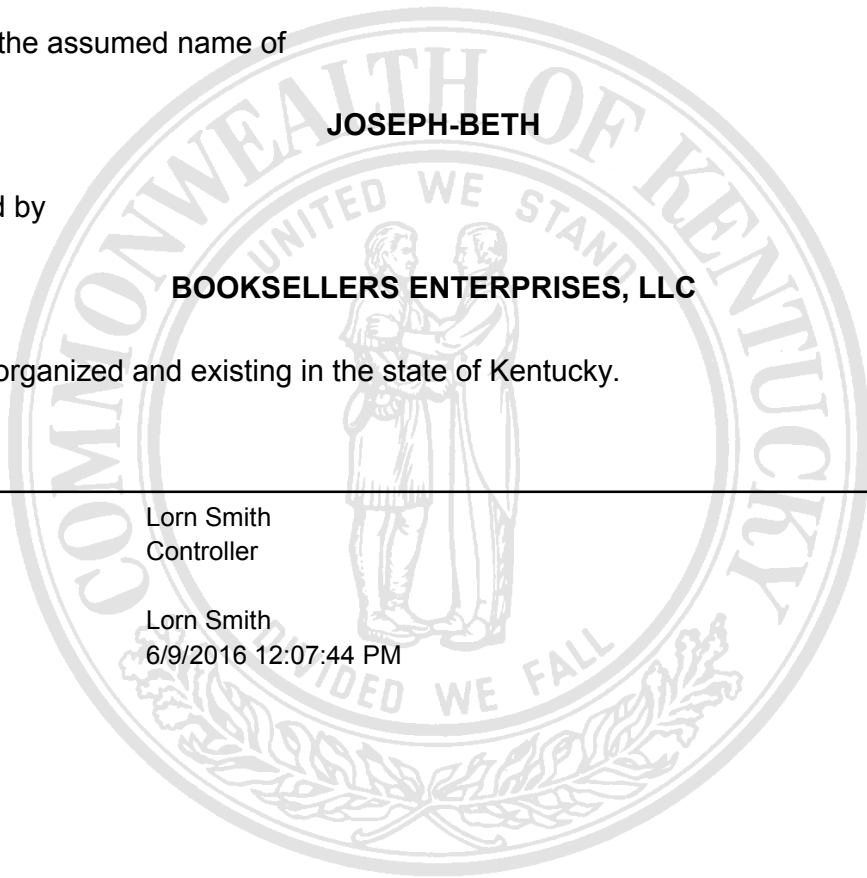 the assumed name of
JOSEPH-BETH
d by
BOOKSELLERS ENTERPRISES, LLC
organized and existing in the state of Kentucky.
Lorn Smith
Controller
Lorn Smith
6/9/2016 12:07:44 PM
COMMONWEALTH OF KENTUCKY
UNITED WE STAND
DIVIDED WE FALL